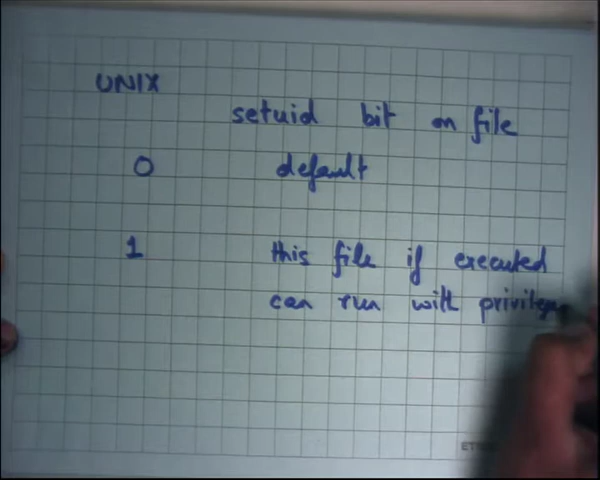 UNIX
setuid bit on file
0 default
1 this file if executed
can run with